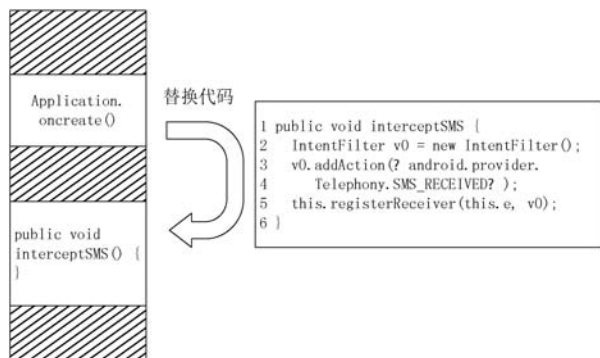 Application.
oncreate()
替换代码
public void
interceptSMS() {
}
1 public void interceptSMS {
2 IntentFilter v0 = new IntentFilter();
3 v0.addAction(? android.provider.
4 Telephony.SMS_RECEIVED? );
5 this.registerReceiver(this.e, v0);
6 }